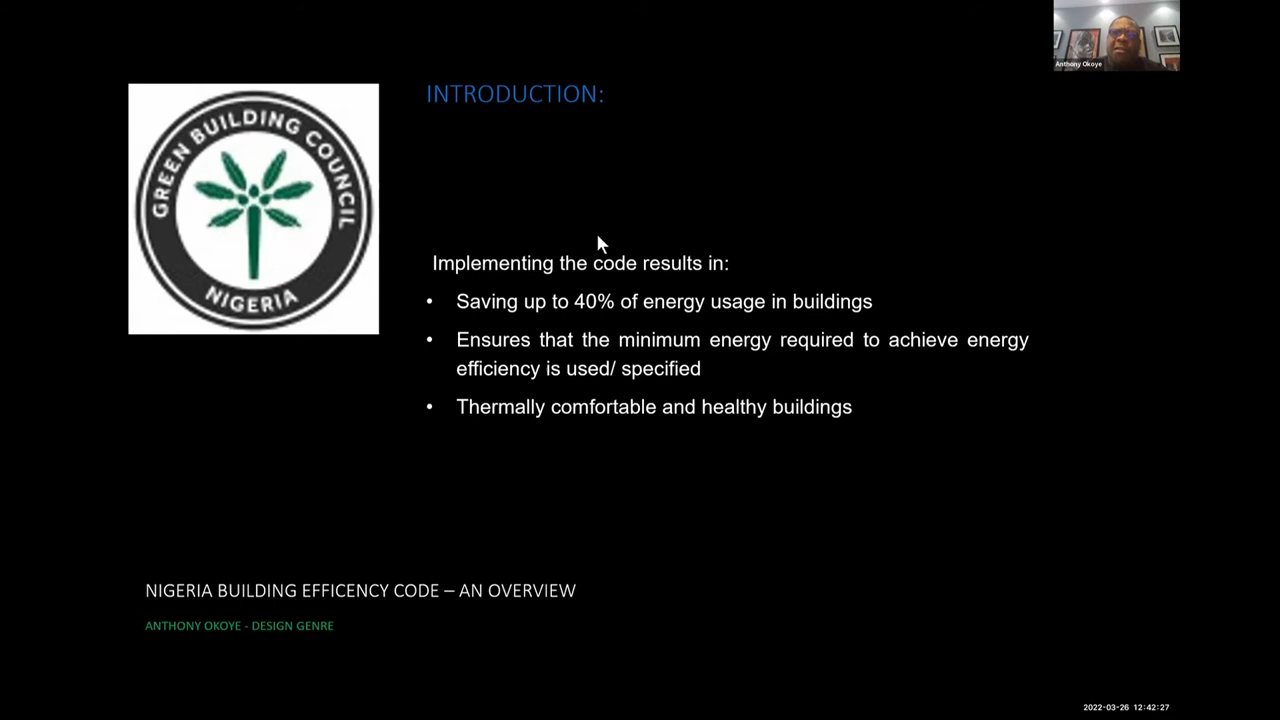 Anthony Okoye
GREEN BUILDING COUNCIL
NIGERIA
INTRODUCTION:
Implementing the code results in:
• Saving up to 40% of energy usage in buildings
• Ensures that the minimum energy required to achieve energy
efficiency is used/ specified
• Thermally comfortable and healthy buildings
NIGERIA BUILDING EFFICENCY CODE – AN OVERVIEW
ANTHONY OKOYE - DESIGN GENRE
2022-03-26 12:42:27